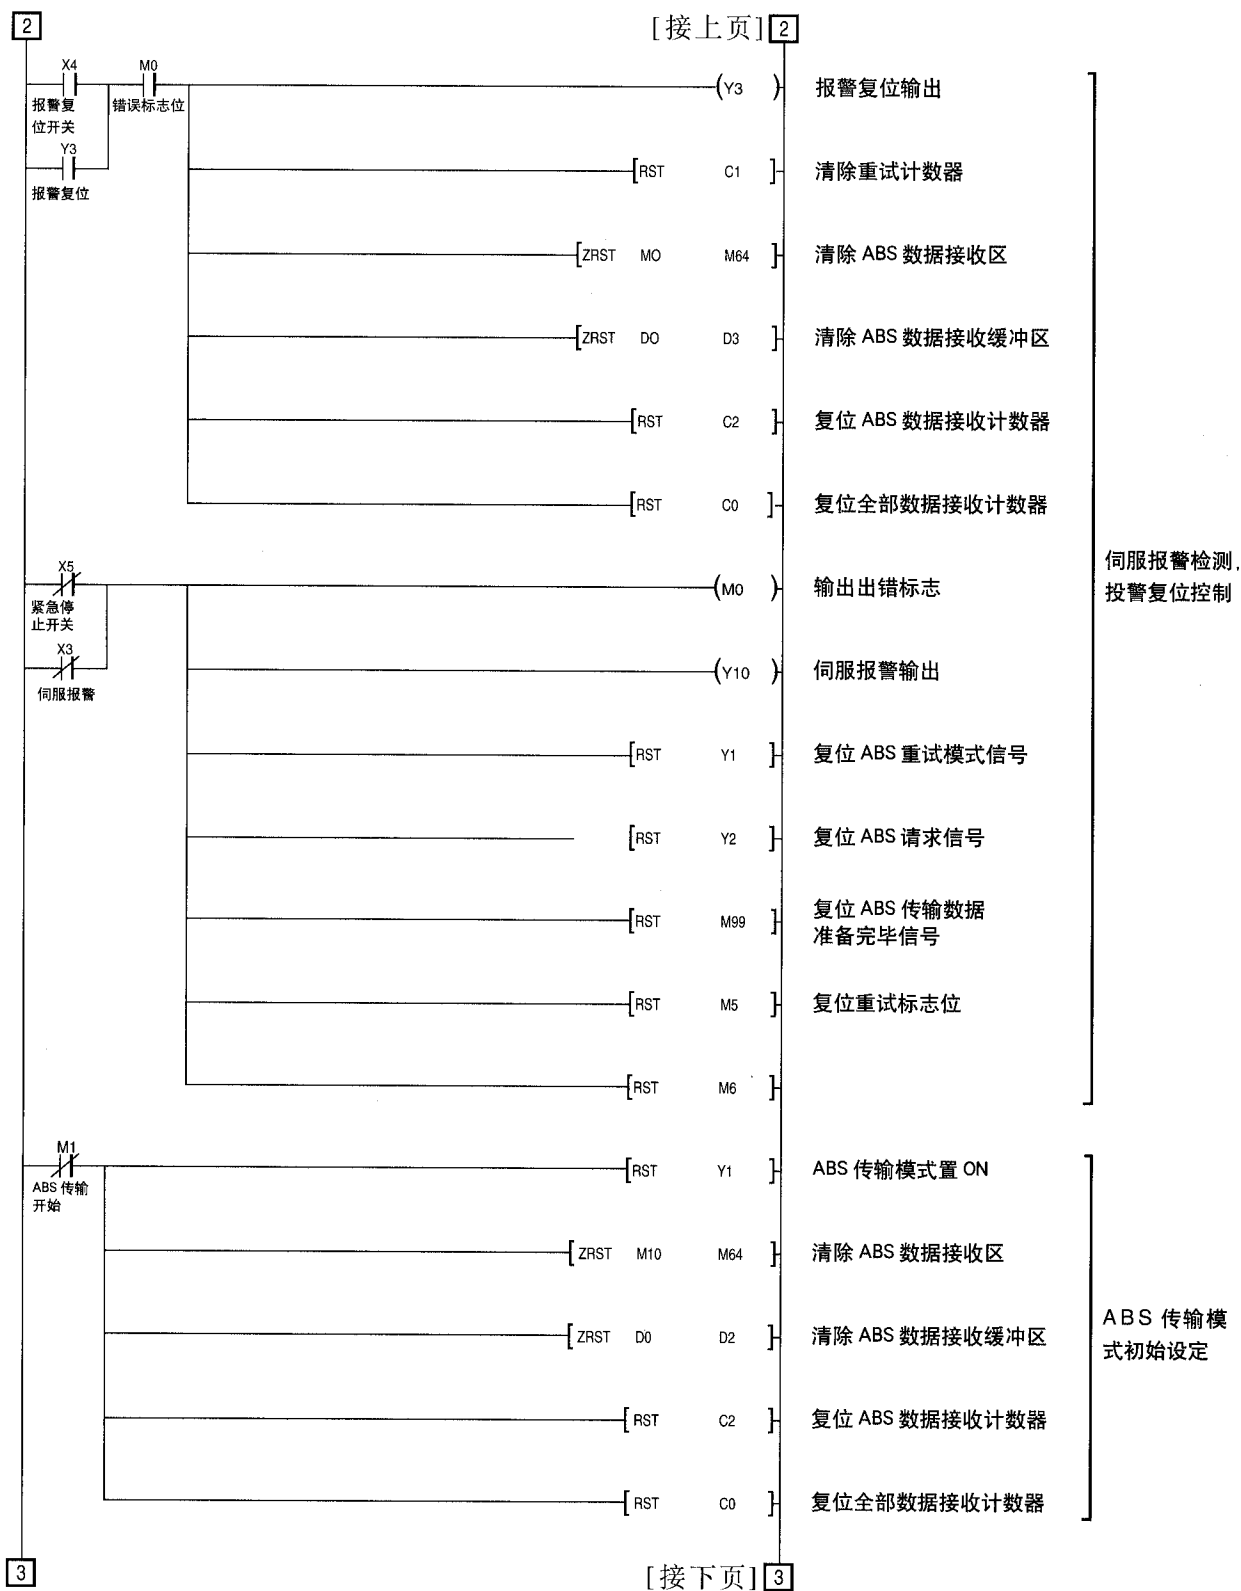 2
[接上页] 2
X4 M0
(Y3 ) 报警复位输出
报警复 错误标志位
位开关
Y3
[RST C1 ] 清除重试计数器
报警复位
[ZRST MO M64 ] 清除 ABS 数据接收区
[ZRST DO D3 ] 清除 ABS 数据接收缓冲区
[RST C2 ] 复位 ABS 数据接收计数器
[RST C0 ] 复位全部数据接收计数器
伺服报警检测,
投警复位控制
X5
(M0 ) 输出出错标志
紧急停
止开关
X3
(Y10 ) 伺服报警输出
伺服报警
[RST Y1 ] 复位 ABS 重试模式信号
[RST Y2 ] 复位 ABS 请求信号
[RST M99 ] 复位 ABS 传输数据
准备完毕信号
[RST M5 ] 复位重试标志位
[RST M6 ]
M1
[RST Y1 ] ABS 传输模式置 ON
ABS 传输
开始
[ZRST M10 M64 ] 清除 ABS 数据接收区
ABS 传输模
式初始设定
[ZRST D0 D2 ] 清除 ABS 数据接收缓冲区
[RST C2 ] 复位 ABS 数据接收计数器
[RST C0 ] 复位全部数据接收计数器
3
[接下页] 3